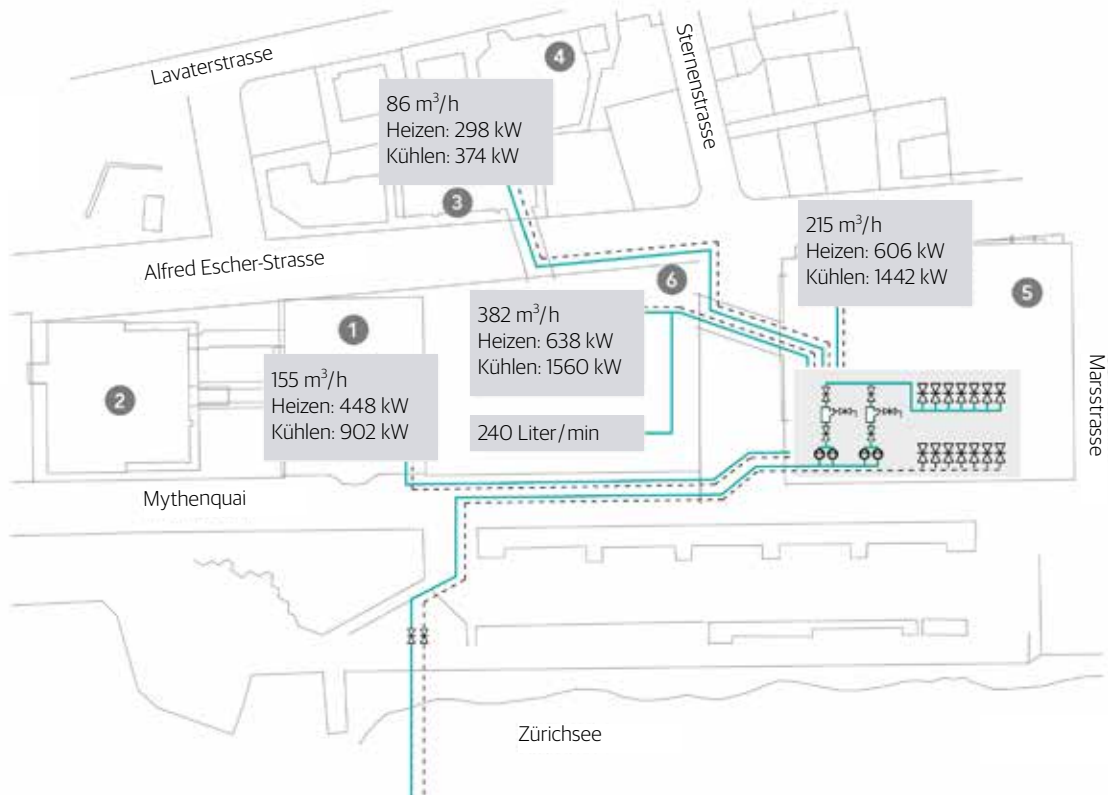 Lavaterstrasse
4
Sternenstrasse
86 m³/h
Heizen: 298 kW
Kühlen: 374 kW
3
215 m³/h
Heizen: 606 kW
Kühlen: 1442 kW
Alfred Escher-Strasse
6
5
382 m³/h
Heizen: 638 kW
Kühlen: 1560 kW
1
155 m³/h
Heizen: 448 kW
Kühlen: 902 kW
2
Marsstrasse
240 Liter/min
Mythenquai
Zürichsee